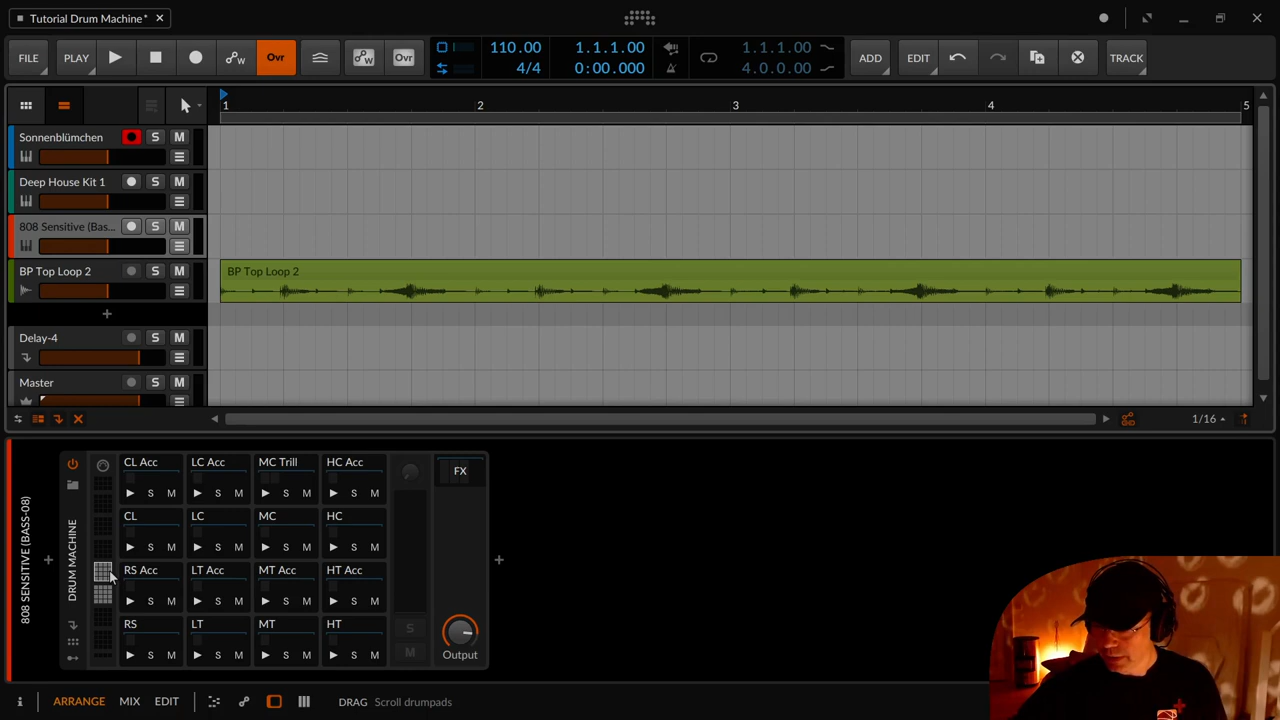 Tutorial Drum Machine*
FILE PLAY Ovr Ovr 110.00 4/4 1.1.1.00 0:00.000 1.1.1.00 4.0.0.00 ADD EDIT TRACK
1 2 3 4 5
Sonnenblümchen S M
Deep House Kit 1 S M
808 Sensitive (Bas... S M
BP Top Loop 2 S M
BP Top Loop 2
Delay-4 S M
Master S M
1/16
808 SENSITIVE (BASS-08)
DRUM MACHINE
CL Acc LC Acc MC Trill HC Acc
S M S M S M S M
CL LC MC HC
S M S M S M S M
RS Acc LT Acc MT Acc HT Acc
S M S M S M S M
RS LT MT HT
S M S M S M S M
S
M
FX
Output
i ARRANGE MIX EDIT DRAG Scroll drumpads